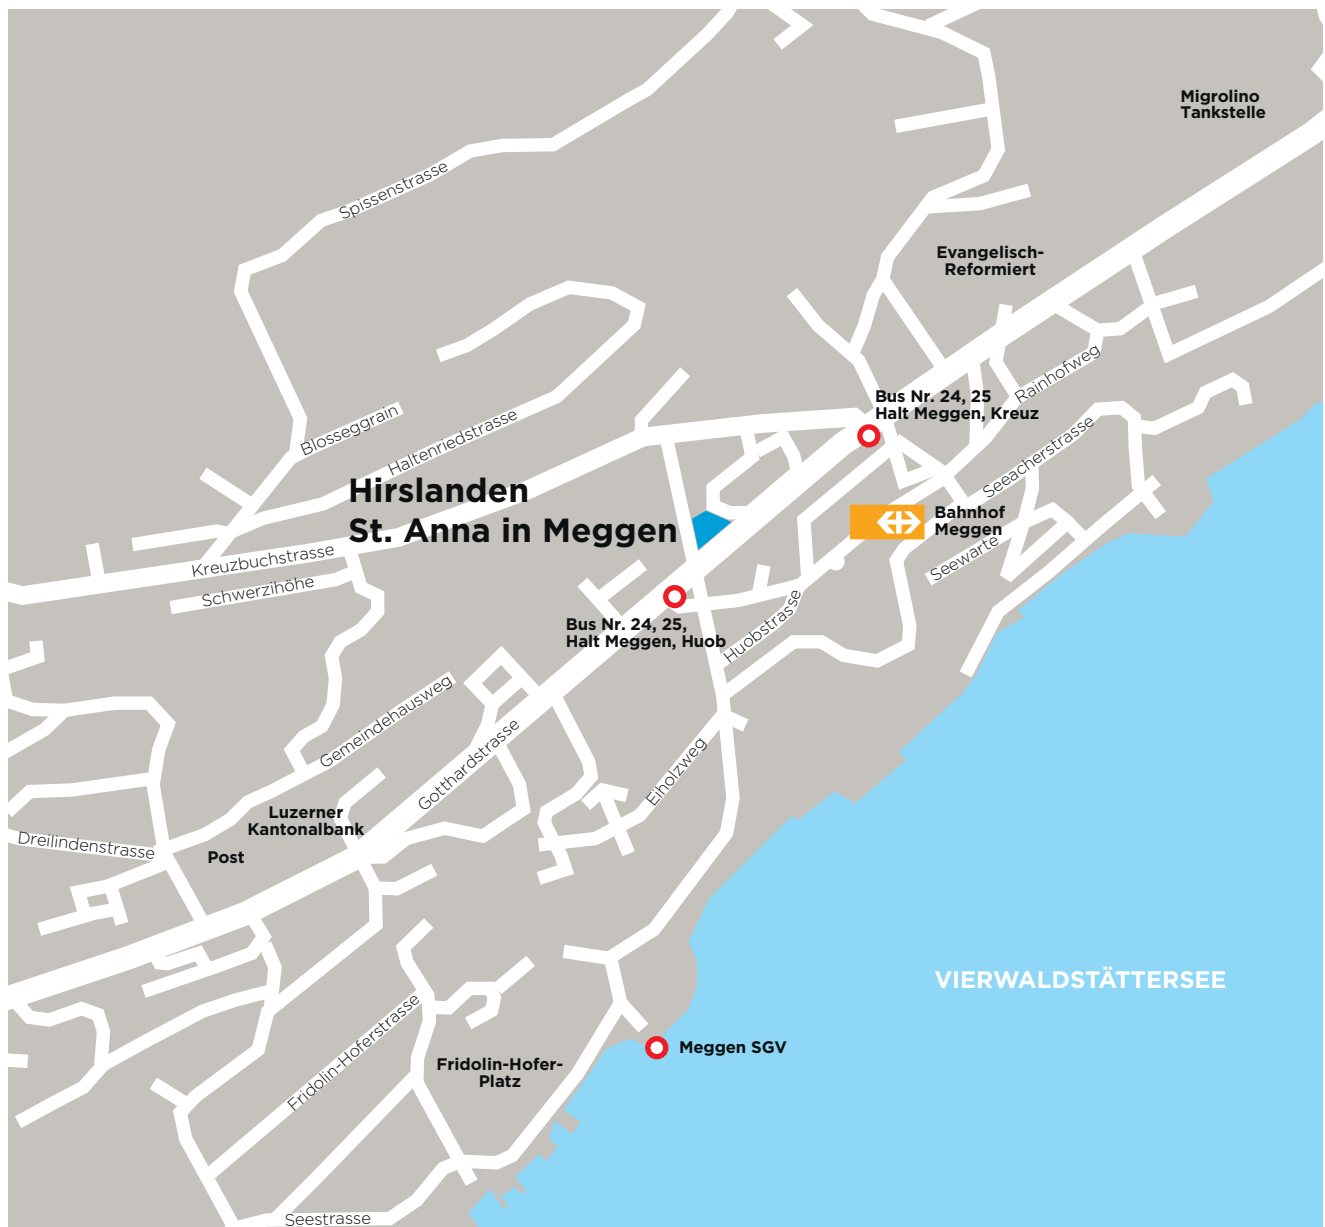 Migrolino
Tankstelle
Spissenstrasse
Evangelisch-
Reformiert
Rainhofweg
Bus Nr. 24, 25
Halt Meggen, Kreuz
Blosseggrain
Haltenriedstrasse
Seeacherstrasse
Hirslanden
St. Anna in Meggen
Bahnhof
Meggen
Kreuzbuchstrasse
Seewarte
Schwerzihöhe
Bus Nr. 24, 25,
Halt Meggen, Huob
Huobstrasse
Gemeindehausweg
Gotthardstrasse
Eiholzweg
Luzerner
Kantonalbank
Dreilindenstrasse
Post
VIERWALDSTÄTTERSEE
Fridolin-Hoferstrasse
Meggen SGV
Fridolin-Hofer-
Platz
Seestrasse